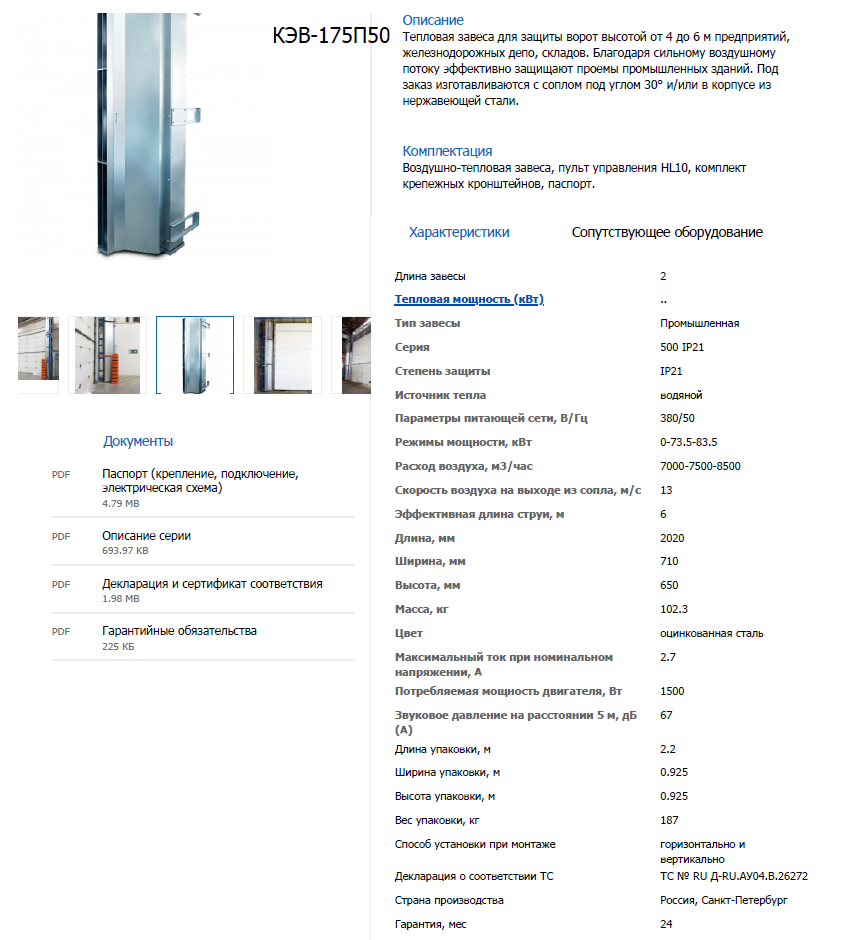 КЭВ-175П50
Описание
Тепловая завеса для защиты ворот высотой от 4 до 6 м предприятий,
железнодорожных депо, складов. Благодаря сильному воздушному
потоку эффективно защищают проемы промышленных зданий. Под
заказ изготавливаются с соплом под углом 30° и/или в корпусе из
нержавеющей стали.
Комплектация
Воздушно-тепловая завеса, пульт управления HL10, комплект
крепежных кронштейнов, паспорт.
Характеристики Сопутствующее оборудование
Длина завесы 2
Тепловая мощность (кВт) ..
Тип завесы Промышленная
Серия 500 IP21
Степень защиты IP21
Источник тепла водяной
Параметры питающей сети, В/Гц 380/50
Режимы мощности, кВт 0-73.5-83.5
Расход воздуха, м3/час 7000-7500-8500
Скорость воздуха на выходе из сопла, м/с 13
Эффективная длина струи, м 6
Длина, мм 2020
Ширина, мм 710
Высота, мм 650
Масса, кг 102.3
Цвет оцинкованная сталь
Максимальный ток при номинальном 2.7
напряжении, А
Потребляемая мощность двигателя, Вт 1500
Звуковое давление на расстоянии 5 м, дБ 67
(А)
Длина упаковки, м 2.2
Ширина упаковки, м 0.925
Высота упаковки, м 0.925
Вес упаковки, кг 187
Способ установки при монтаже горизонтально и
вертикально
Декларация о соответствии ТС ТС № RU Д-RU.АУ04.В.26272
Страна производства Россия, Санкт-Петербург
Гарантия, мес 24
Документы
PDF Паспорт (крепление, подключение,
электрическая схема)
4.79 MB
PDF Описание серии
693.97 KB
PDF Декларация и сертификат соответствия
1.98 MB
PDF Гарантийные обязательства
225 КБ